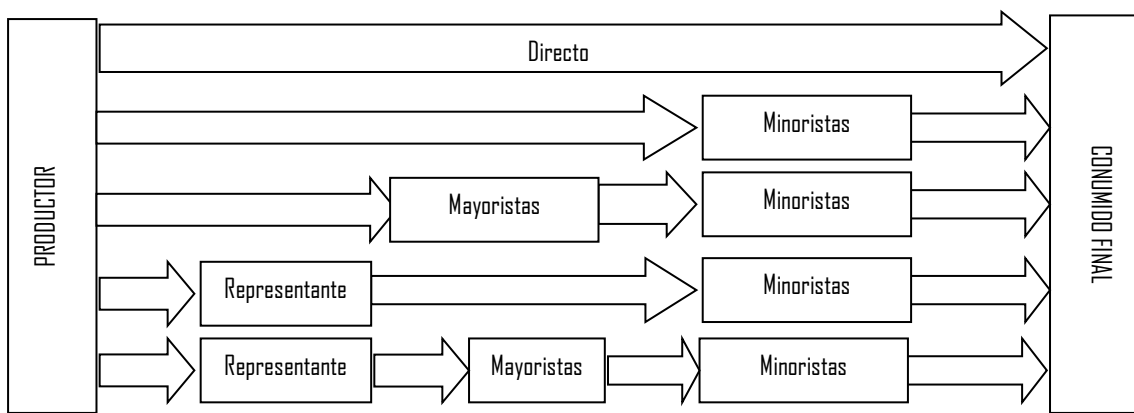 PRODUCTOR
Directo
Minoristas
Mayoristas
Minoristas
Representante
Minoristas
Representante
Mayoristas
Minoristas
CONUMIDO FINAL